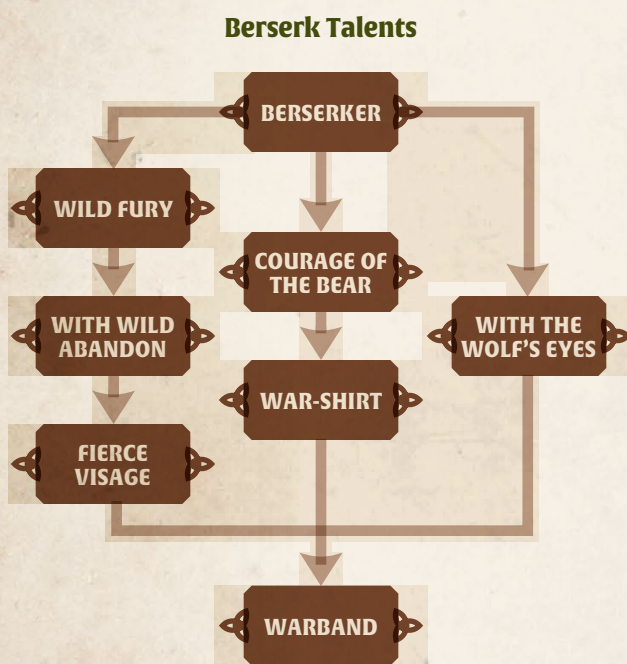 Berserk Talents
BERSERKER
WILD FURY
COURAGE OF
THE BEAR
WITH WILD
ABANDON
WITH THE
WOLF'S EYES
WAR-SHIRT
FIERCE
VISAGE
WARBAND